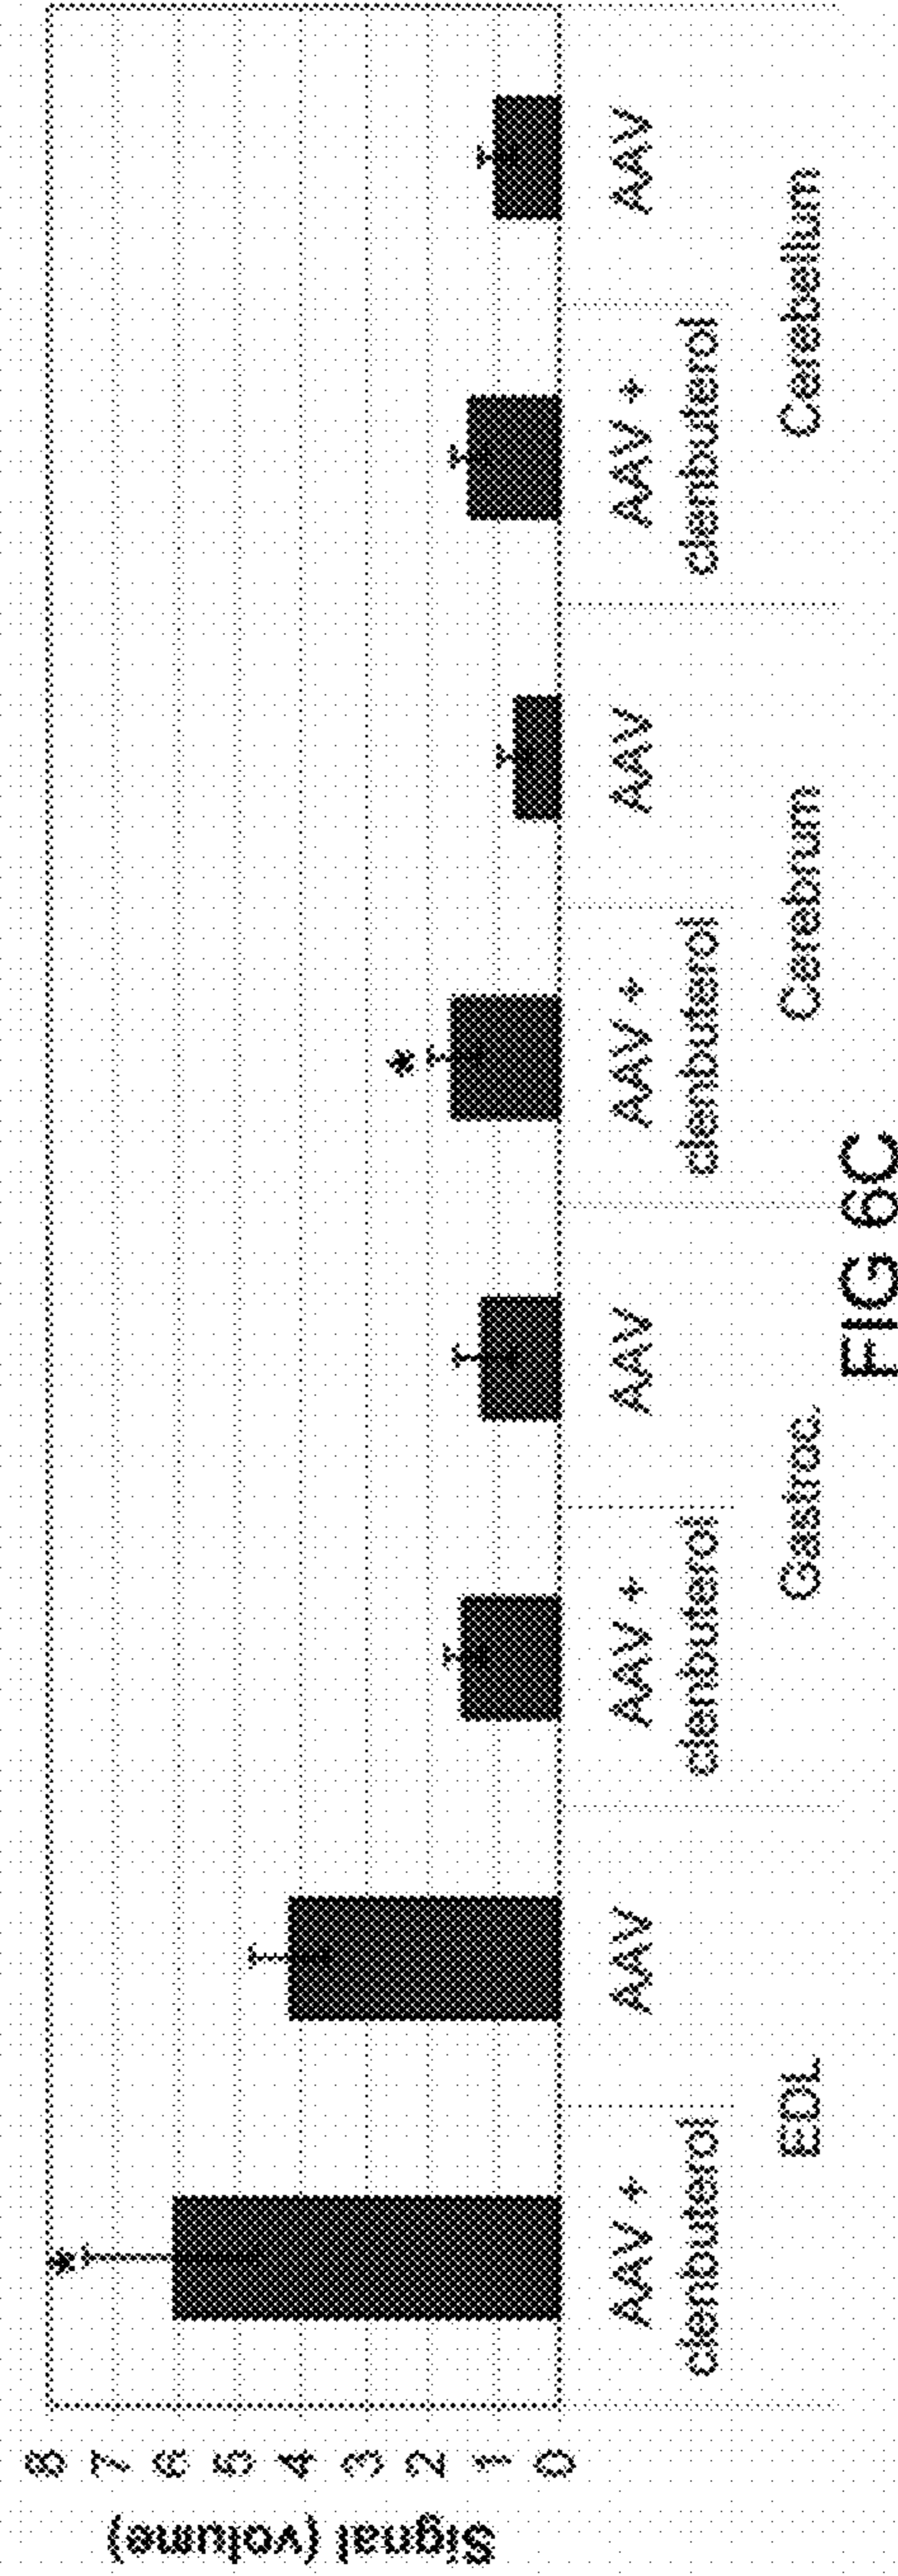 Signal (volume)
8
7
6
5
4
3
2
1
0
*
*
AAV +
clenbuterol
AAV
AAV +
clenbuterol
AAV
AAV +
clenbuterol
AAV
AAV +
clenbuterol
AAV
EDL
Gastroc.
Cerebrum
Cerebellum
FIG 6C